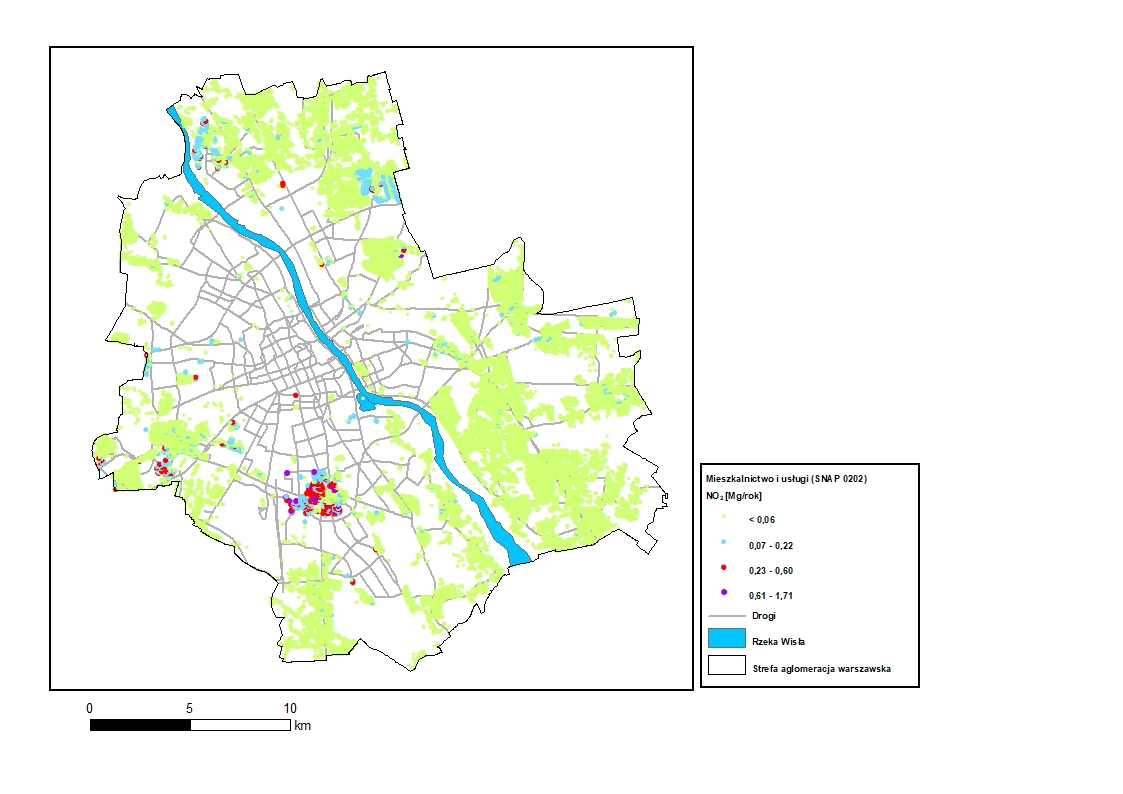 Mieszkalnictwo i usługi (SNAP 0202)
NO₂ [Mg/rok]
< 0,06
0,07 - 0,22
0,23 - 0,60
0,61 - 1,71
Drogi
Rzeka Wisła
Strefa aglomeracja warszawska
0 5 10
km